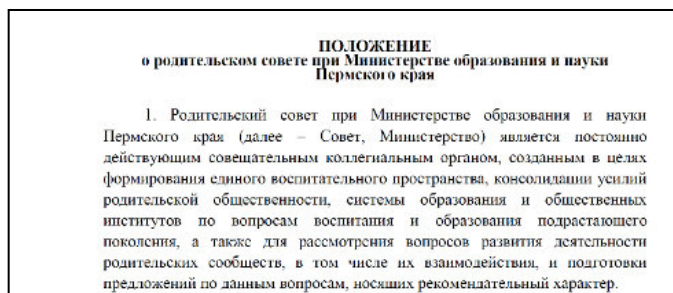 ПОЛОЖЕНИЕ
о родительском совете при Министерстве образования и науки
Пермского края
1. Родительский совет при Министерстве образования и науки
Пермского края (далее – Совет, Министерство) является постоянно
действующим совещательным коллегиальным органом, созданным в целях
формирования единого воспитательного пространства, консолидации усилий
родительской общественности, системы образования и общественных
институтов по вопросам воспитания и образования подрастающего
поколения, а также для рассмотрения вопросов развития деятельности
родительских сообществ, в том числе их взаимодействия, и подготовки
предложений по данным вопросам, носящих рекомендательный характер.